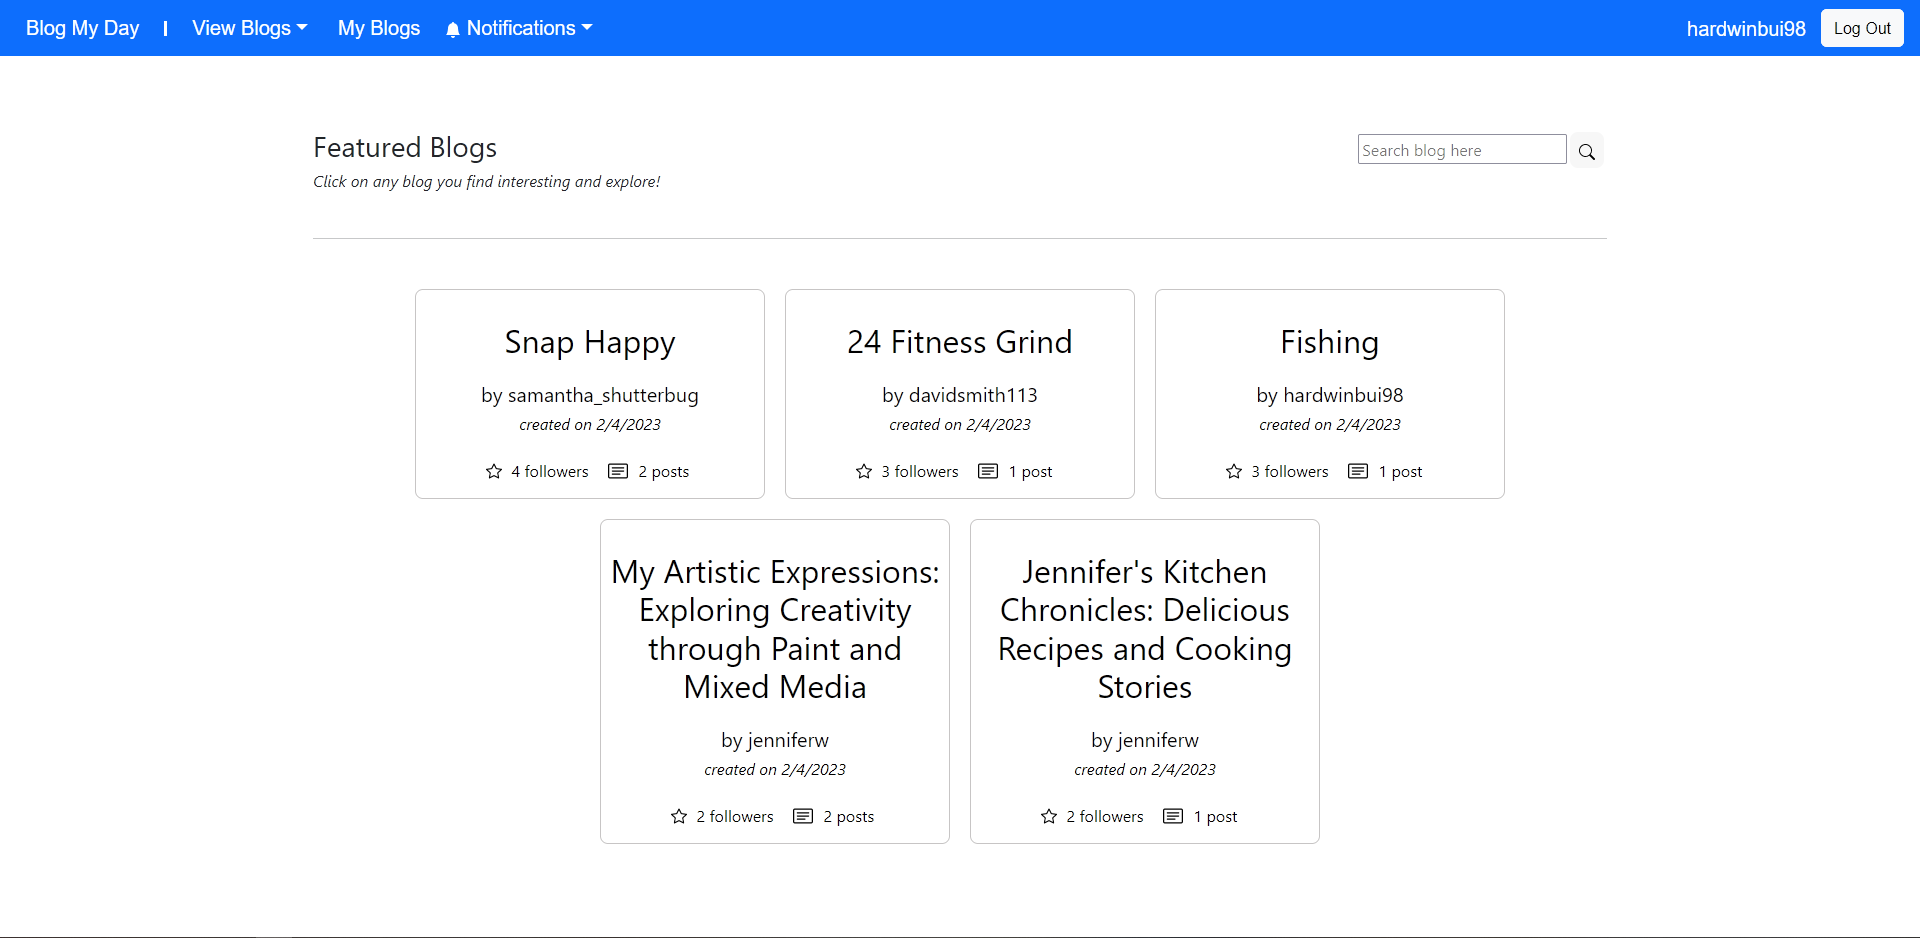 Blog My Day | View Blogs My Blogs Notifications hardwinbui98 Log Out
Featured Blogs
Search blog here
Click on any blog you find interesting and explore!
Snap Happy
by samantha_shutterbug
created on 2/4/2023
4 followers 2 posts
24 Fitness Grind
by davidsmith113
created on 2/4/2023
3 followers 1 post
Fishing
by hardwinbui98
created on 2/4/2023
3 followers 1 post
My Artistic Expressions:
Exploring Creativity
through Paint and
Mixed Media
by jenniferw
created on 2/4/2023
2 followers 2 posts
Jennifer's Kitchen
Chronicles: Delicious
Recipes and Cooking
Stories
by jenniferw
created on 2/4/2023
2 followers 1 post